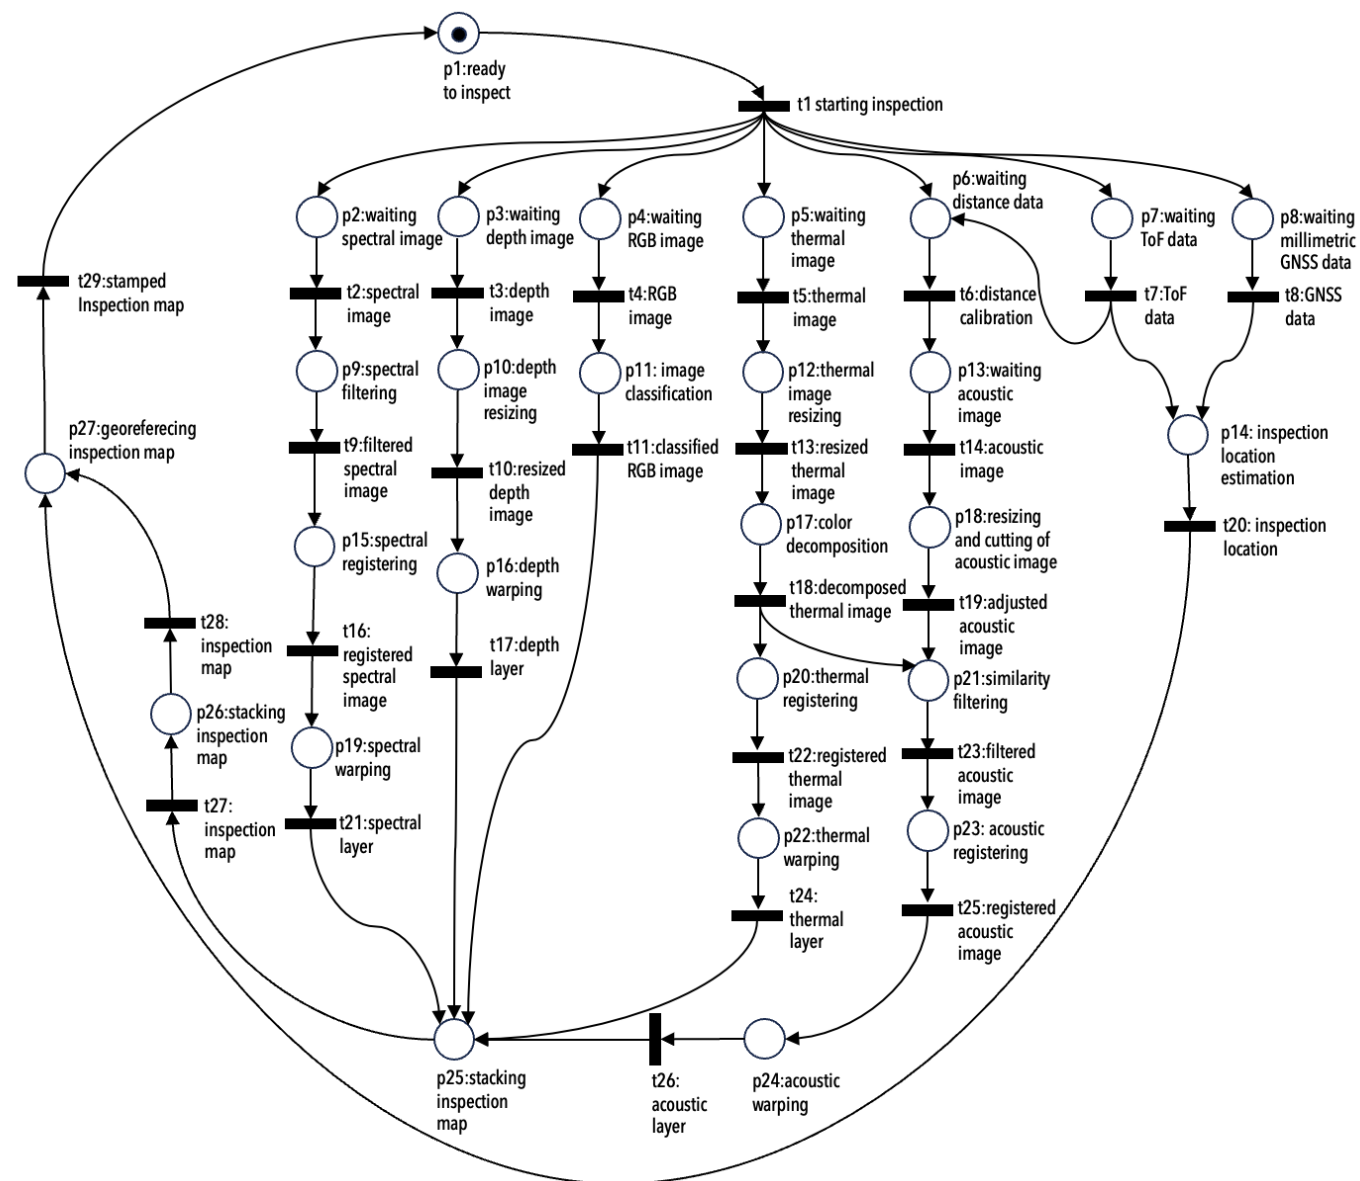 p1:ready
to inspect
t1 starting inspection
p2:waiting
spectral image
p3:waiting
depth image
p4:waiting
RGB image
p5:waiting
thermal
image
p6:waiting
distance data
p7:waiting
ToF data
p8:waiting
millimetric
GNSS data
t29:stamped
Inspection map
t2:spectral
image
t3:depth
image
t4:RGB
image
t5:thermal
image
t6:distance
calibration
t7:ToF
data
t8:GNSS
data
p9:spectral
filtering
p10:depth
image
resizing
p11: image
classification
p12:thermal
image
resizing
p13:waiting
acoustic
image
p14: inspection
location
estimation
p27:georeferecing
inspection map
t9:filtered
spectral
image
t10:resized
depth
image
t11:classified
RGB image
t13:resized
thermal
image
t14:acoustic
image
p15:spectral
registering
p16:depth
warping
p17:color
decomposition
p18:resizing
and cutting of
acoustic image
t20: inspection
location
t28:
inspection
map
t16:
registered
spectral
image
t17:depth
layer
t18:decomposed
thermal image
t19:adjusted
acoustic
image
p26:stacking
inspection
map
p19:spectral
warping
p20:thermal
registering
p21:similarity
filtering
t27:
inspection
map
t21:spectral
layer
t22:registered
thermal
image
t23:filtered
acoustic
image
p22:thermal
warping
p23: acoustic
registering
t24:
thermal
layer
t25:registered
acoustic
image
p25:stacking
inspection
map
t26:
acoustic
layer
p24:acoustic
warping